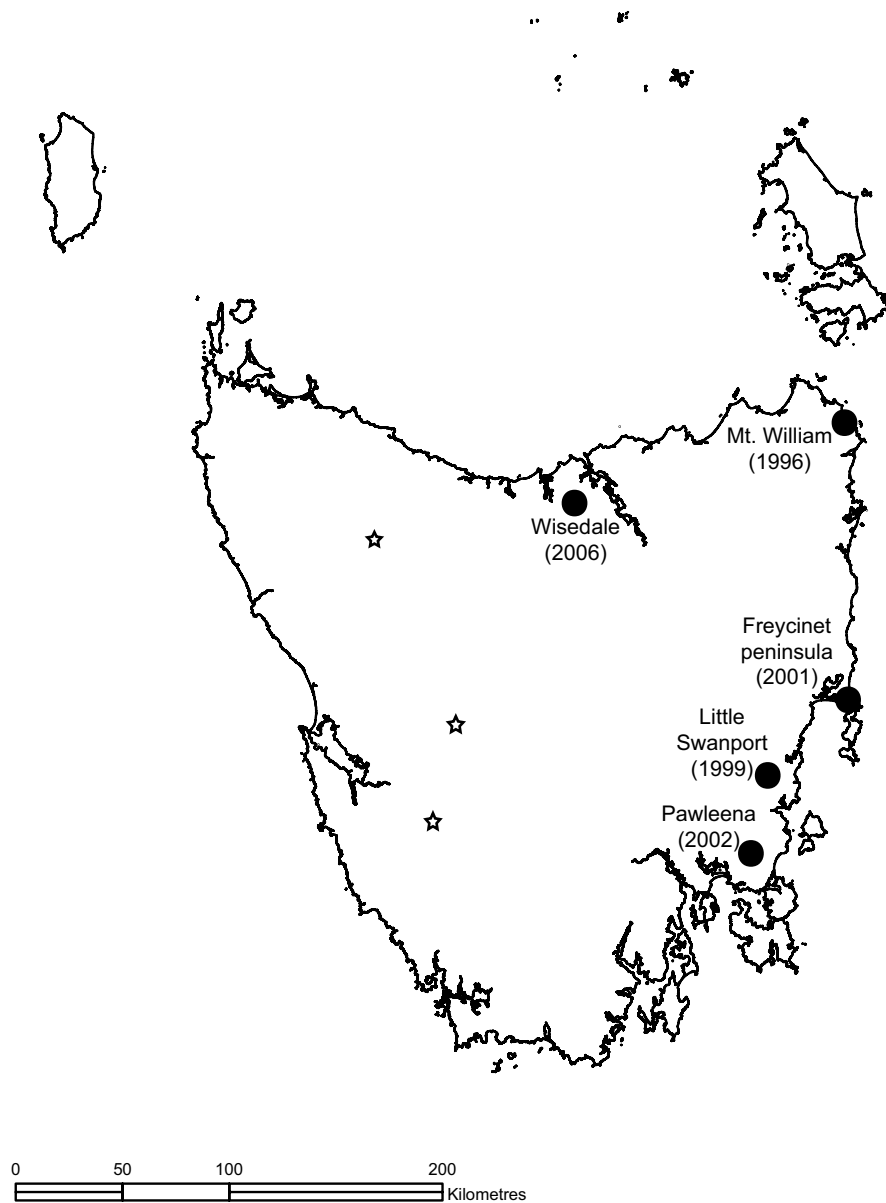 Mt. William
(1996)
Wisedale
(2006)
Freycinet
peninsula
(2001)
Little
Swanport
(1999)
Pawleena
(2002)
0 50 100 200
Kilometres